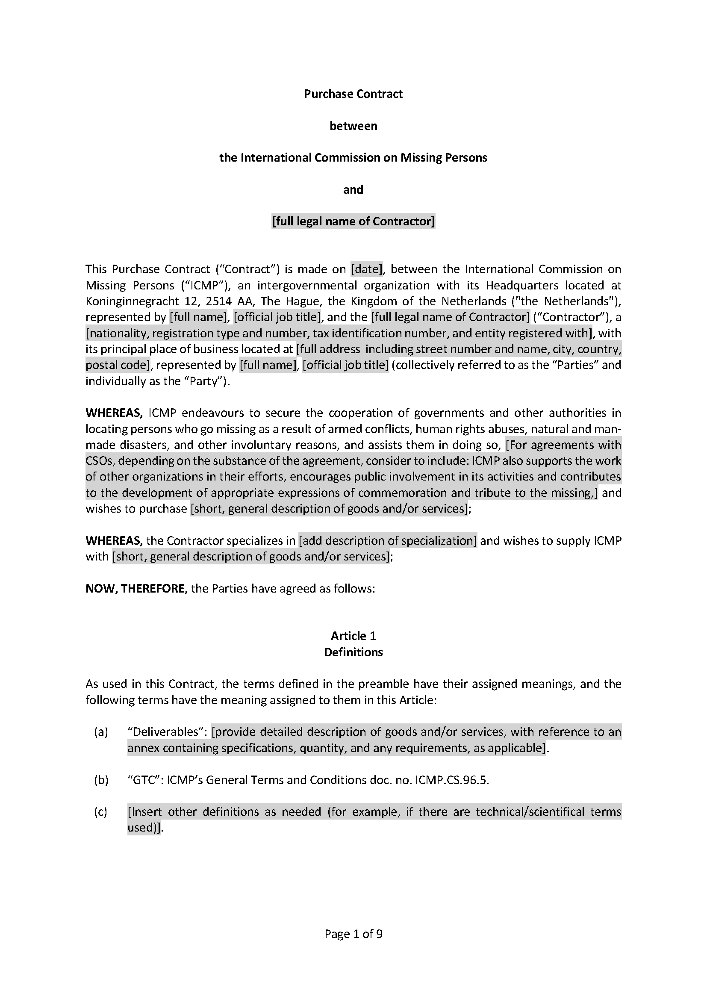 Purchase Contract
between
the International Commission on Missing Persons
and
[full legal name of Contractor]
This Purchase Contract (“Contract”) is made on [date], between the International Commission on
Missing Persons (“ICMP”), an intergovernmental organization with its Headquarters located at
Koninginnegracht 12, 2514 AA, The Hague, the Kingdom of the Netherlands ("the Netherlands"),
represented by [full name], [official job title], and the [full legal name of Contractor] (“Contractor”), a
[nationality, registration type and number, tax identification number, and entity registered with], with
its principal place of business located at [full address  including street number and name, city, country,
postal code], represented by [full name], [official job title] (collectively referred to as the “Parties” and
individually as the “Party”).
WHEREAS, ICMP endeavours to secure the cooperation of governments and other authorities in
locating persons who go missing as a result of armed conflicts, human rights abuses, natural and man-
made disasters, and other involuntary reasons, and assists them in doing so, [For agreements with
CSOs, depending on the substance of the agreement, consider to include: ICMP also supports the work
of other organizations in their efforts, encourages public involvement in its activities and contributes
to the development of appropriate expressions of commemoration and tribute to the missing,] and
wishes to purchase [short, general description of goods and/or services];
WHEREAS, the Contractor specializes in [add description of specialization] and wishes to supply ICMP
with [short, general description of goods and/or services];
NOW, THEREFORE, the Parties have agreed as follows:
Article 1
Definitions
As used in this Contract, the terms defined in the preamble have their assigned meanings, and the
following terms have the meaning assigned to them in this Article:
(a) “Deliverables”: [provide detailed description of goods and/or services, with reference to an
annex containing specifications, quantity, and any requirements, as applicable].
(b) “GTC”: ICMP’s General Terms and Conditions doc. no. ICMP.CS.96.5.
(c) [Insert other definitions as needed (for example, if there are technical/scientifical terms
used)].
Page 1 of 9